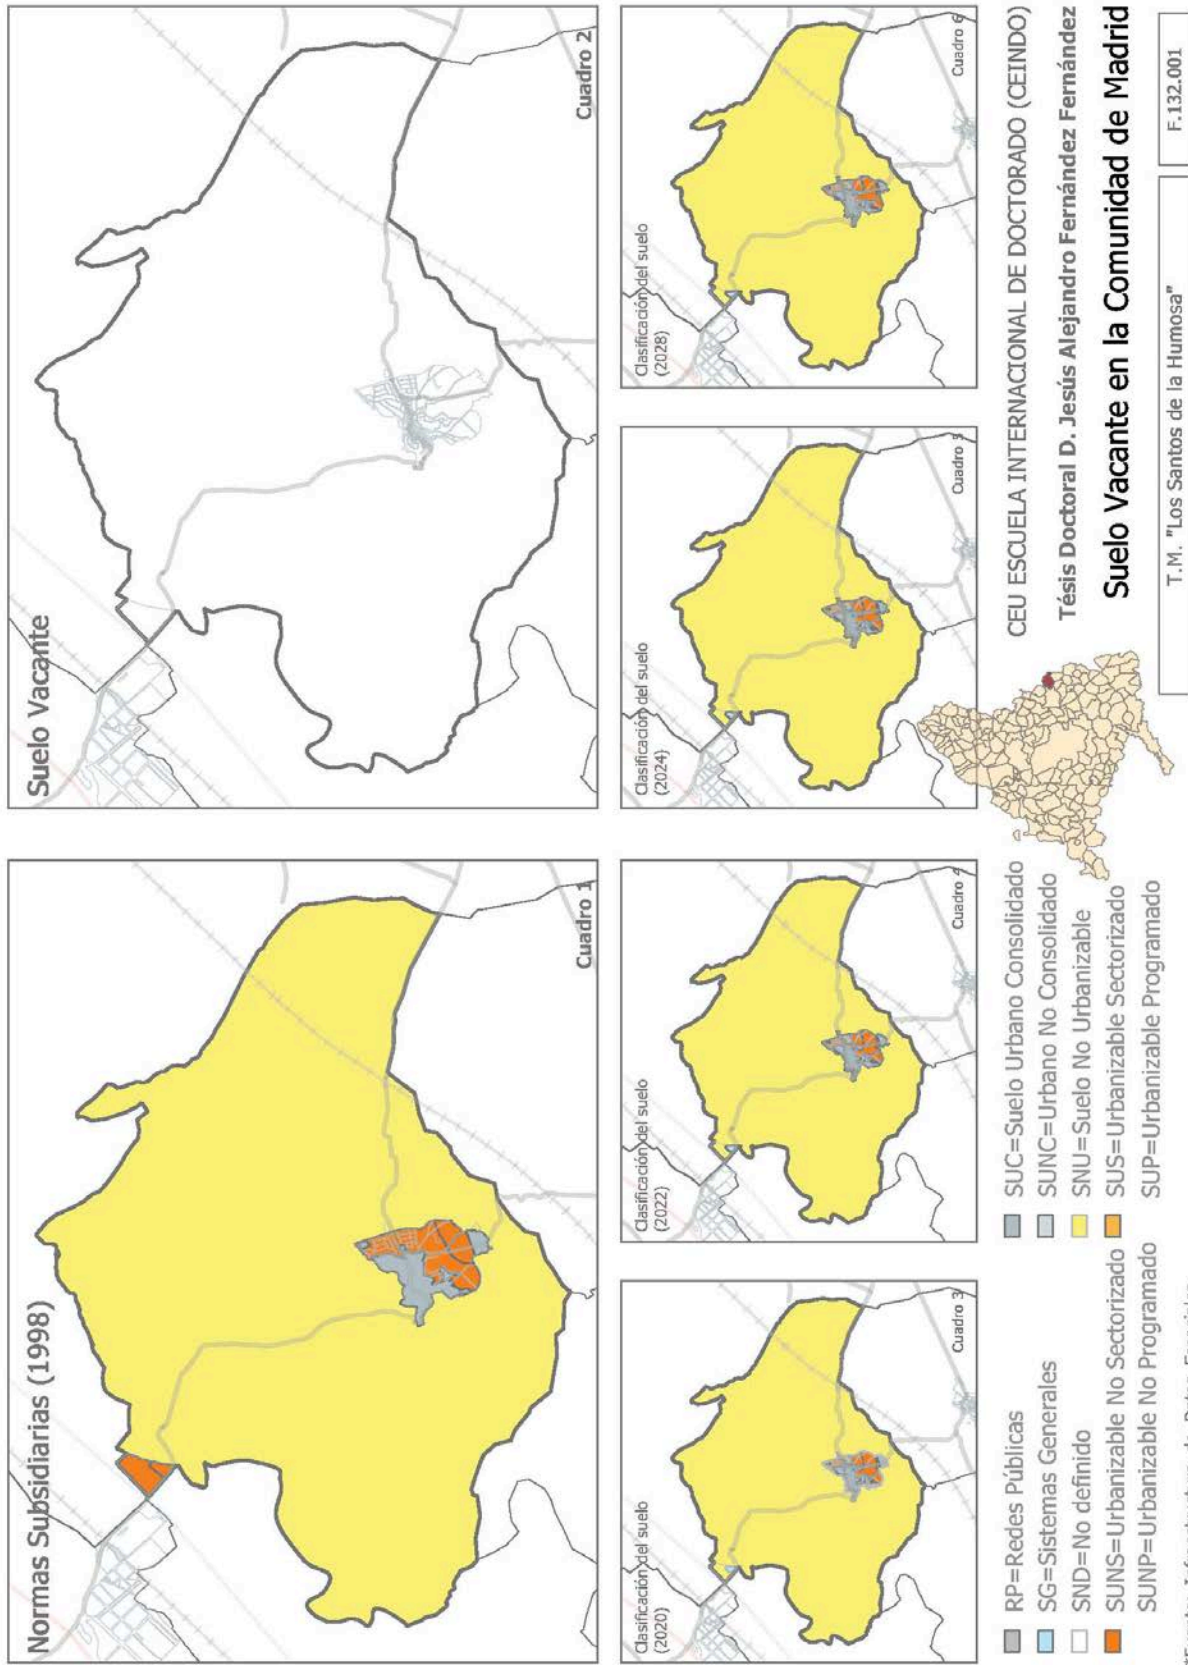 Normas Subsidiarias (1998)
Cuadro 1
Suelo Vacante
Cuadro 2
Clasificación del suelo
(2020)
Cuadro 3
Clasificación del suelo
(2022)
Cuadro 4
Clasificación del suelo
(2024)
Cuadro 5
Clasificación del suelo
(2028)
Cuadro 6
RP=Redes Públicas
SG=Sistemas Generales
SND=No definido
SUNS=Urbanizable No Sectorizado
SUNP=Urbanizable No Programado
SUC=Suelo Urbano Consolidado
SUNC=Urbano No Consolidado
SNU=Suelo No Urbanizable
SUS=Urbanizable Sectorizado
SUP=Urbanizable Programado
CEU ESCUELA INTERNACIONAL DE DOCTORADO (CEINDO)
Tésis Doctoral D. Jesús Alejandro Fernández Fernández
Suelo Vacante en la Comunidad de Madrid
T.M. "Los Santos de la Humosa"
F.132.001